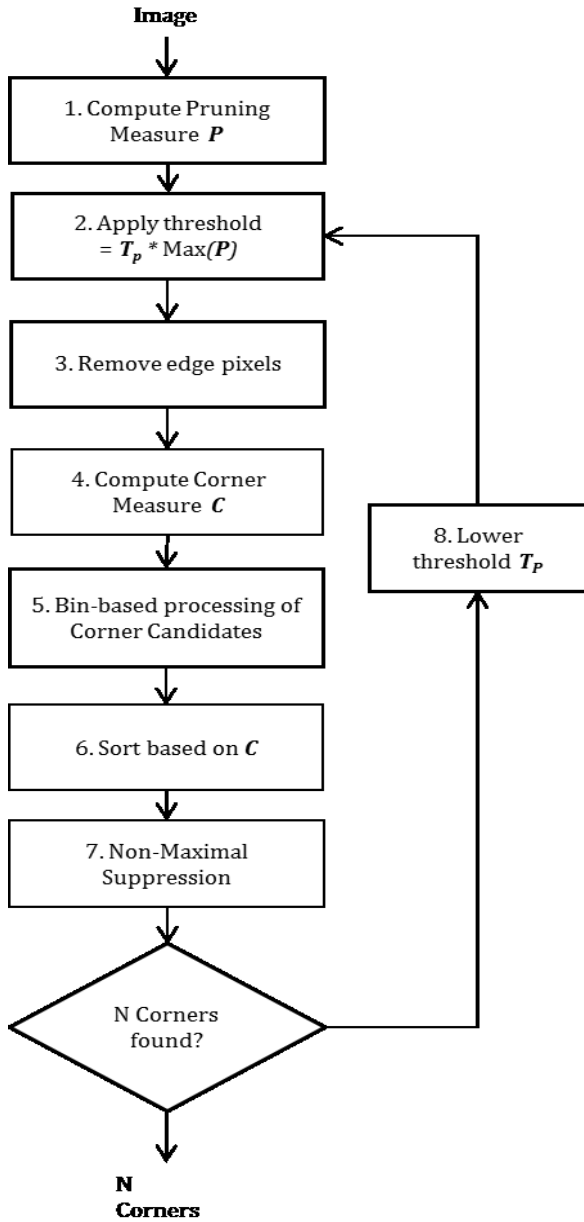 Image
1. Compute Pruning
Measure P
2. Apply threshold
= Tp * Max(P)
3. Remove edge pixels
4. Compute Corner
Measure C
5. Bin-based processing of
Corner Candidates
6. Sort based on C
7. Non-Maximal
Suppression
N Corners
found?
8. Lower
threshold TP
N
Corners